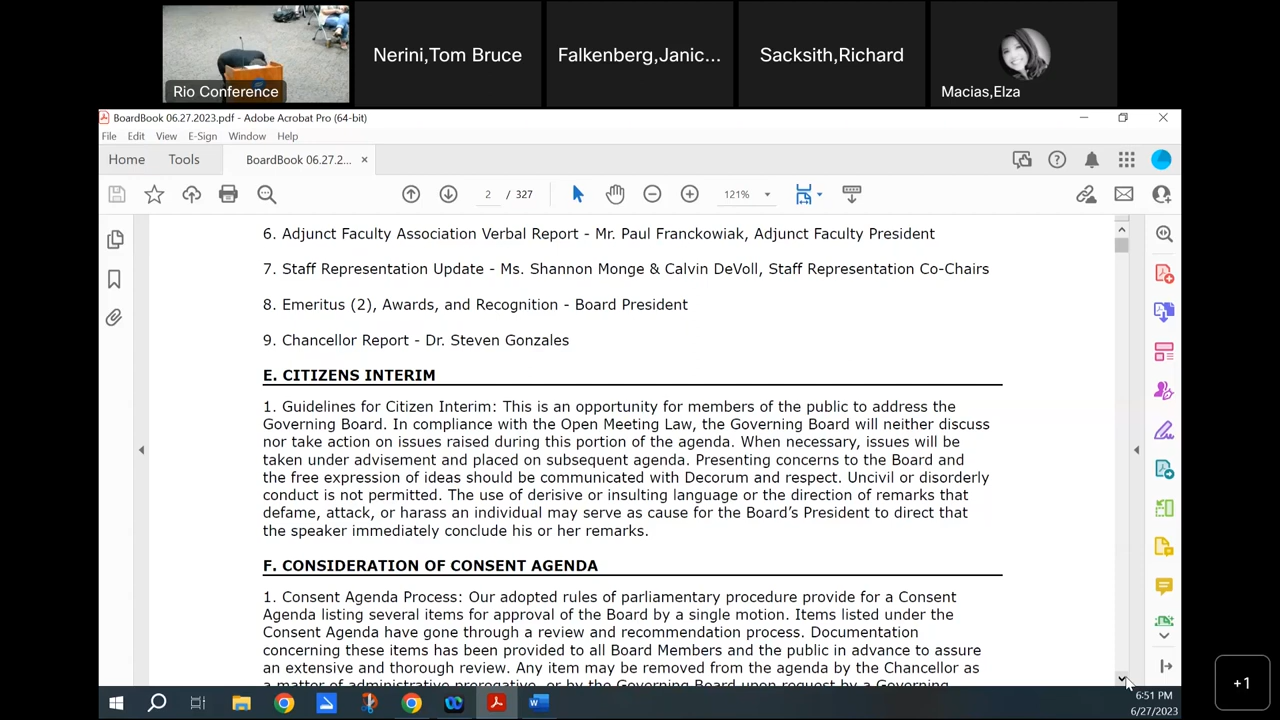 Rio Conference
Nerini,Tom Bruce
Falkenberg,Janic...
Sacksith,Richard
Macias,Elza
BoardBook 06.27.2023.pdf - Adobe Acrobat Pro (64-bit)
File Edit View E-Sign Window Help
Home Tools BoardBook 06.27.2... ×
2 / 327 121%
6. Adjunct Faculty Association Verbal Report - Mr. Paul Franckowiak, Adjunct Faculty President
7. Staff Representation Update - Ms. Shannon Monge & Calvin DeVoll, Staff Representation Co-Chairs
8. Emeritus (2), Awards, and Recognition - Board President
9. Chancellor Report - Dr. Steven Gonzales
E. CITIZENS INTERIM
1. Guidelines for Citizen Interim: This is an opportunity for members of the public to address the
Governing Board. In compliance with the Open Meeting Law, the Governing Board will neither discuss
nor take action on issues raised during this portion of the agenda. When necessary, issues will be
taken under advisement and placed on subsequent agenda. Presenting concerns to the Board and
the free expression of ideas should be communicated with Decorum and respect. Uncivil or disorderly
conduct is not permitted. The use of derisive or insulting language or the direction of remarks that
defame, attack, or harass an individual may serve as cause for the Board's President to direct that
the speaker immediately conclude his or her remarks.
F. CONSIDERATION OF CONSENT AGENDA
1. Consent Agenda Process: Our adopted rules of parliamentary procedure provide for a Consent
Agenda listing several items for approval of the Board by a single motion. Items listed under the
Consent Agenda have gone through a review and recommendation process. Documentation
concerning these items has been provided to all Board Members and the public in advance to assure
an extensive and thorough review. Any item may be removed from the agenda by the Chancellor as
a matter of administrative prerogative, or by the Governing Board upon request by a Governing
6:51 PM
6/27/2023
+1